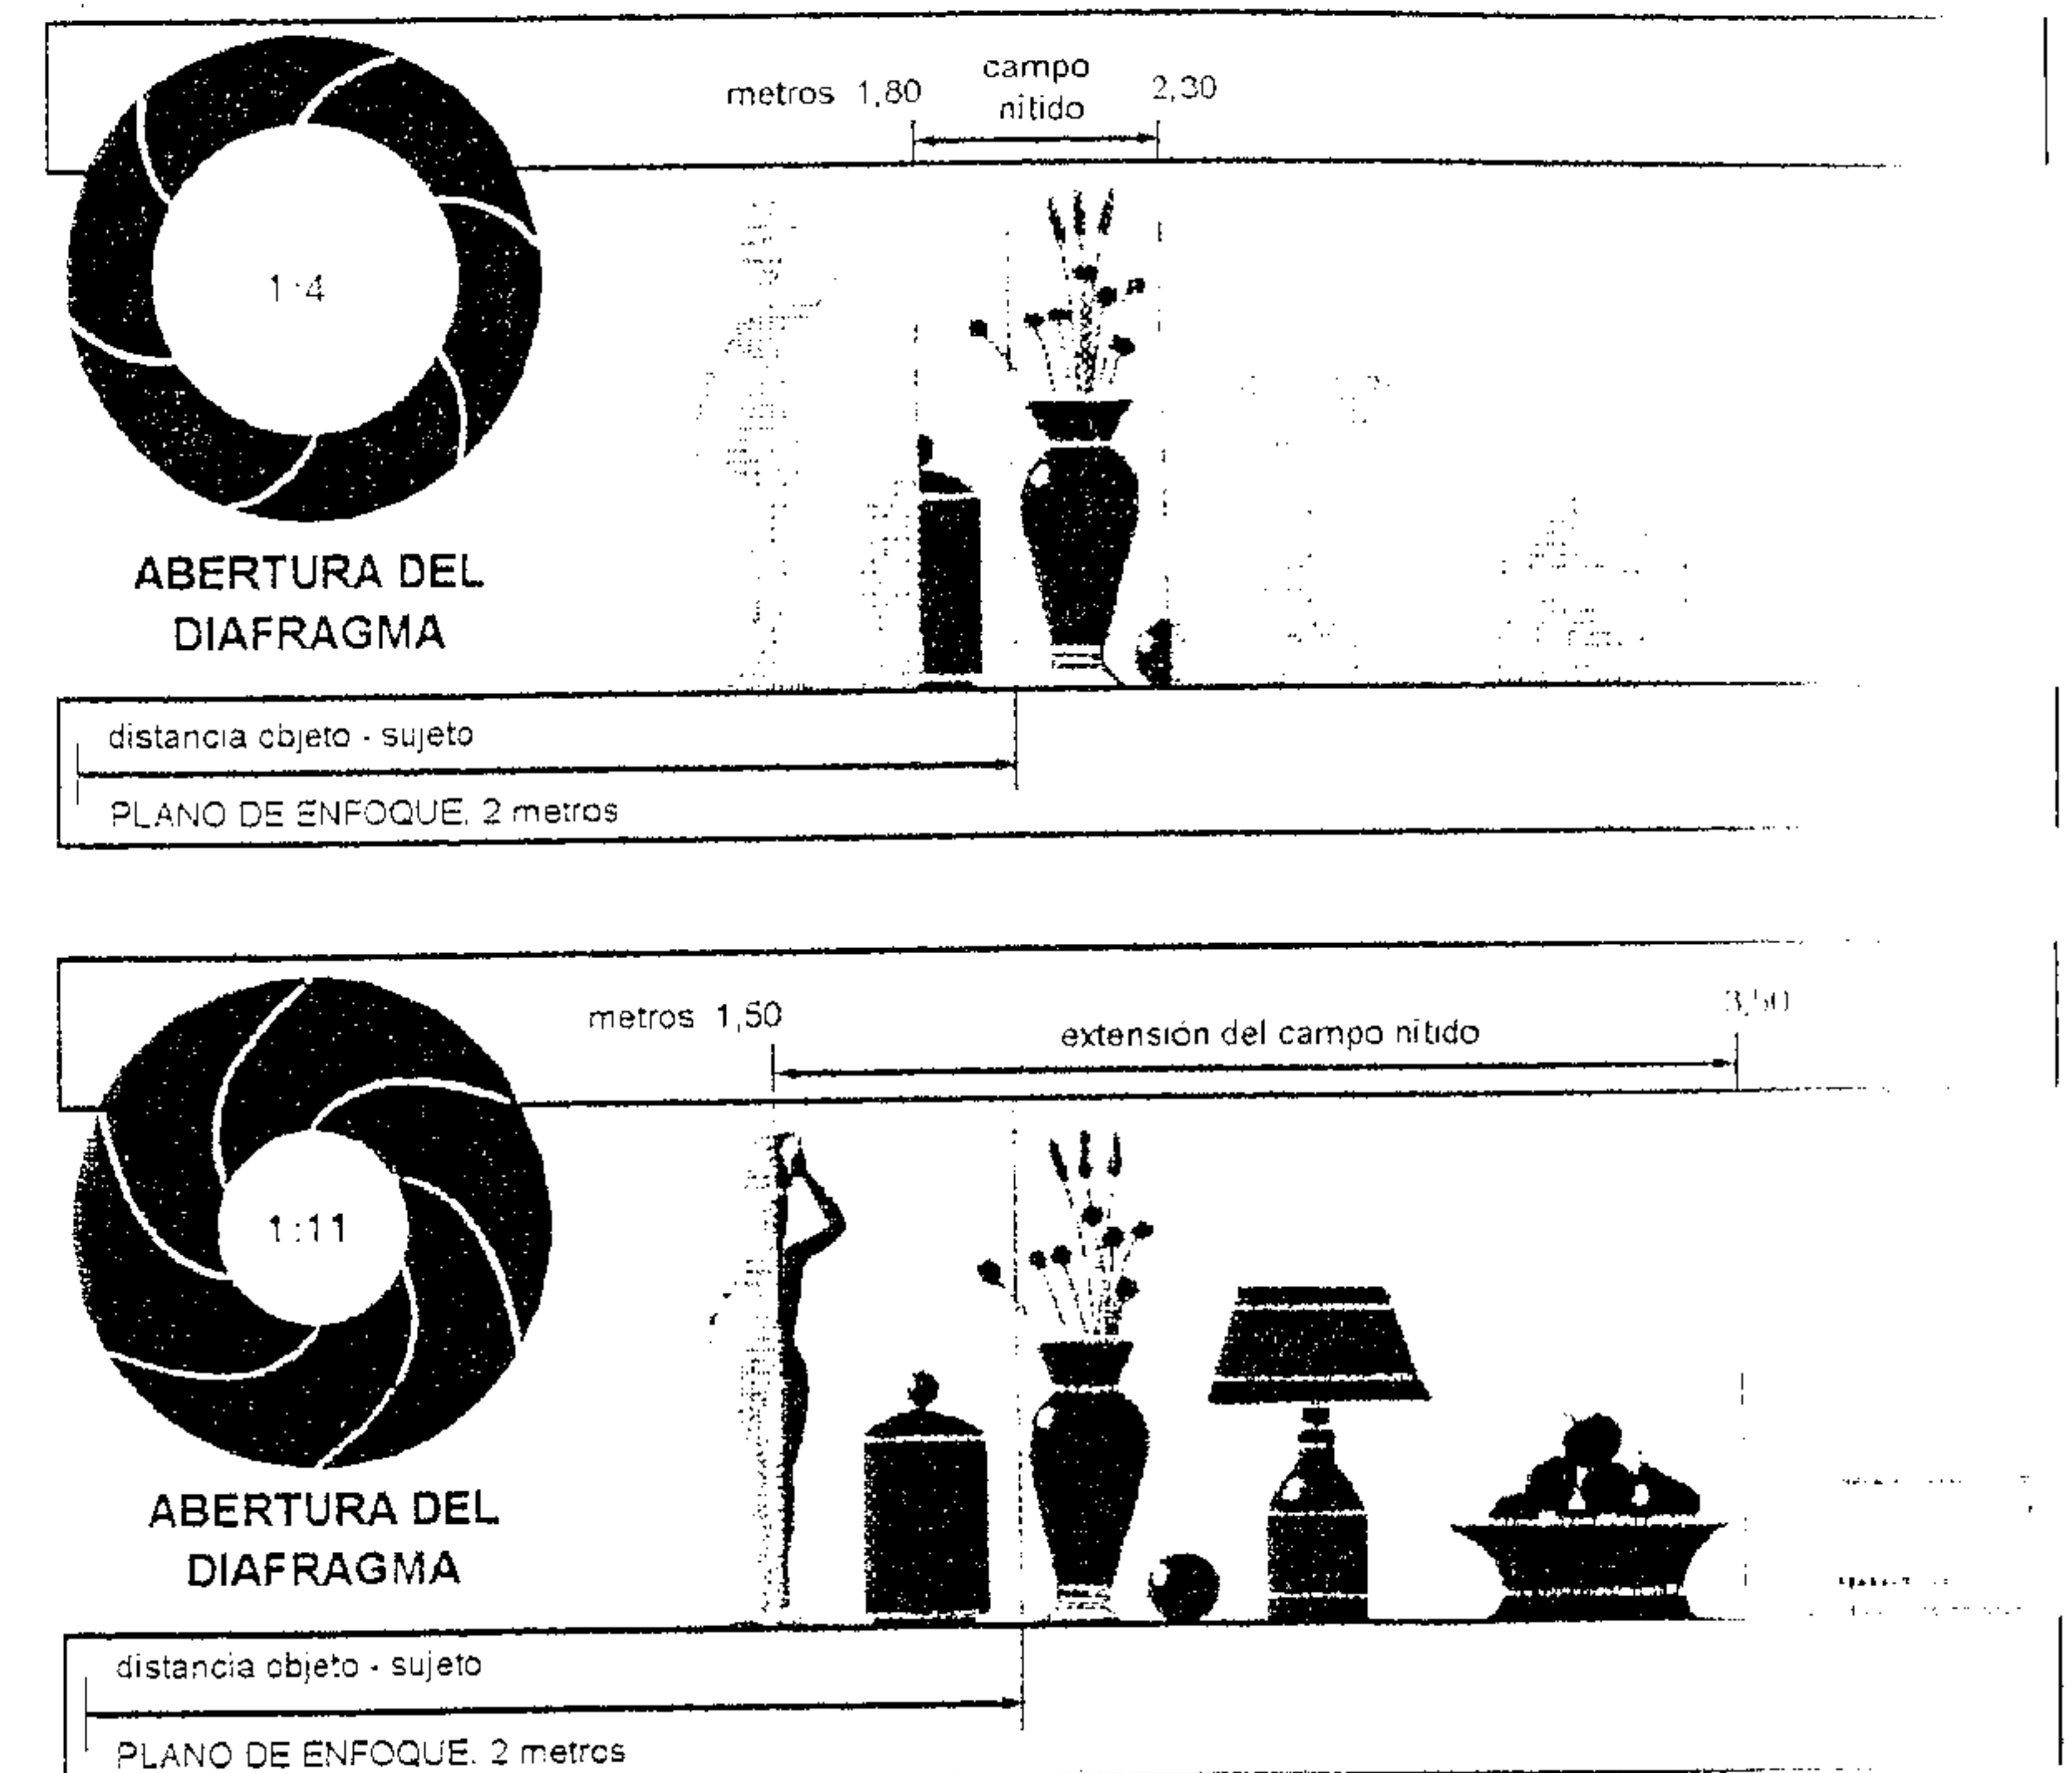 campo
metros 1,80
nítido
2,30
1:4
ABERTURA DEL
DIAFRAGMA
distancia objeto - sujeto
PLANO DE ENFOQUE. 2 metros
metros 1,50
extensión del campo nítido
3,50
1:11
ABERTURA DEL
DIAFRAGMA
distancia objeto - sujeto
PLANO DE ENFOQUE. 2 metros